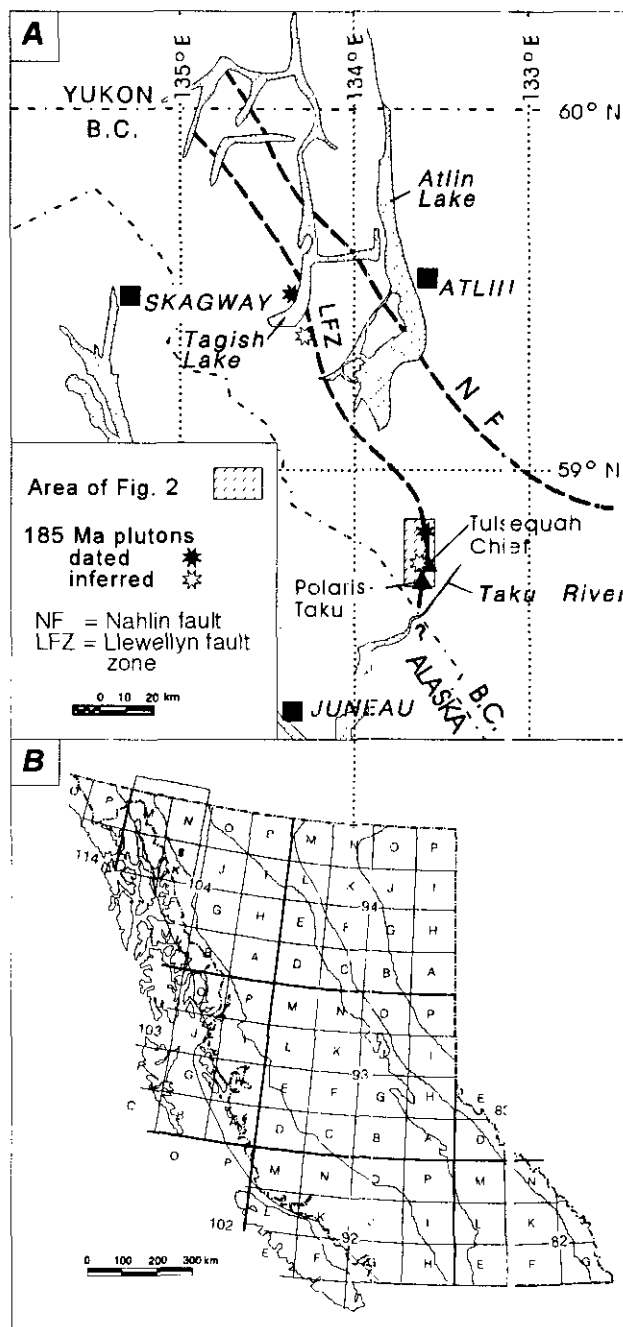 A
135° E
134° E
133° E
YUKON
B.C.
60° N
Atlin
Lake
SKAGWAY
ATLIII
Tagish
Lake
LFZ
N F
59° N
Area of Fig. 2
185 Ma plutons
dated
inferred
NF = Nahlin fault
LFZ = Llewellyn fault
zone
0 10 20 km
Tulsequah
Chief
Polaris
Taku
Taku River
?
B.C.
ALASKA
JUNEAU
B
P M N O P M N O P
114 K J I L K J I
104 94
G H E F G H
B A D C B A
O P M N O P
103 J L K J I
93
G E F G H E
B D C B A D
O P M N O P M N
102 L K J I L K
92 82
E F G H E F G
0 100 200 300 km